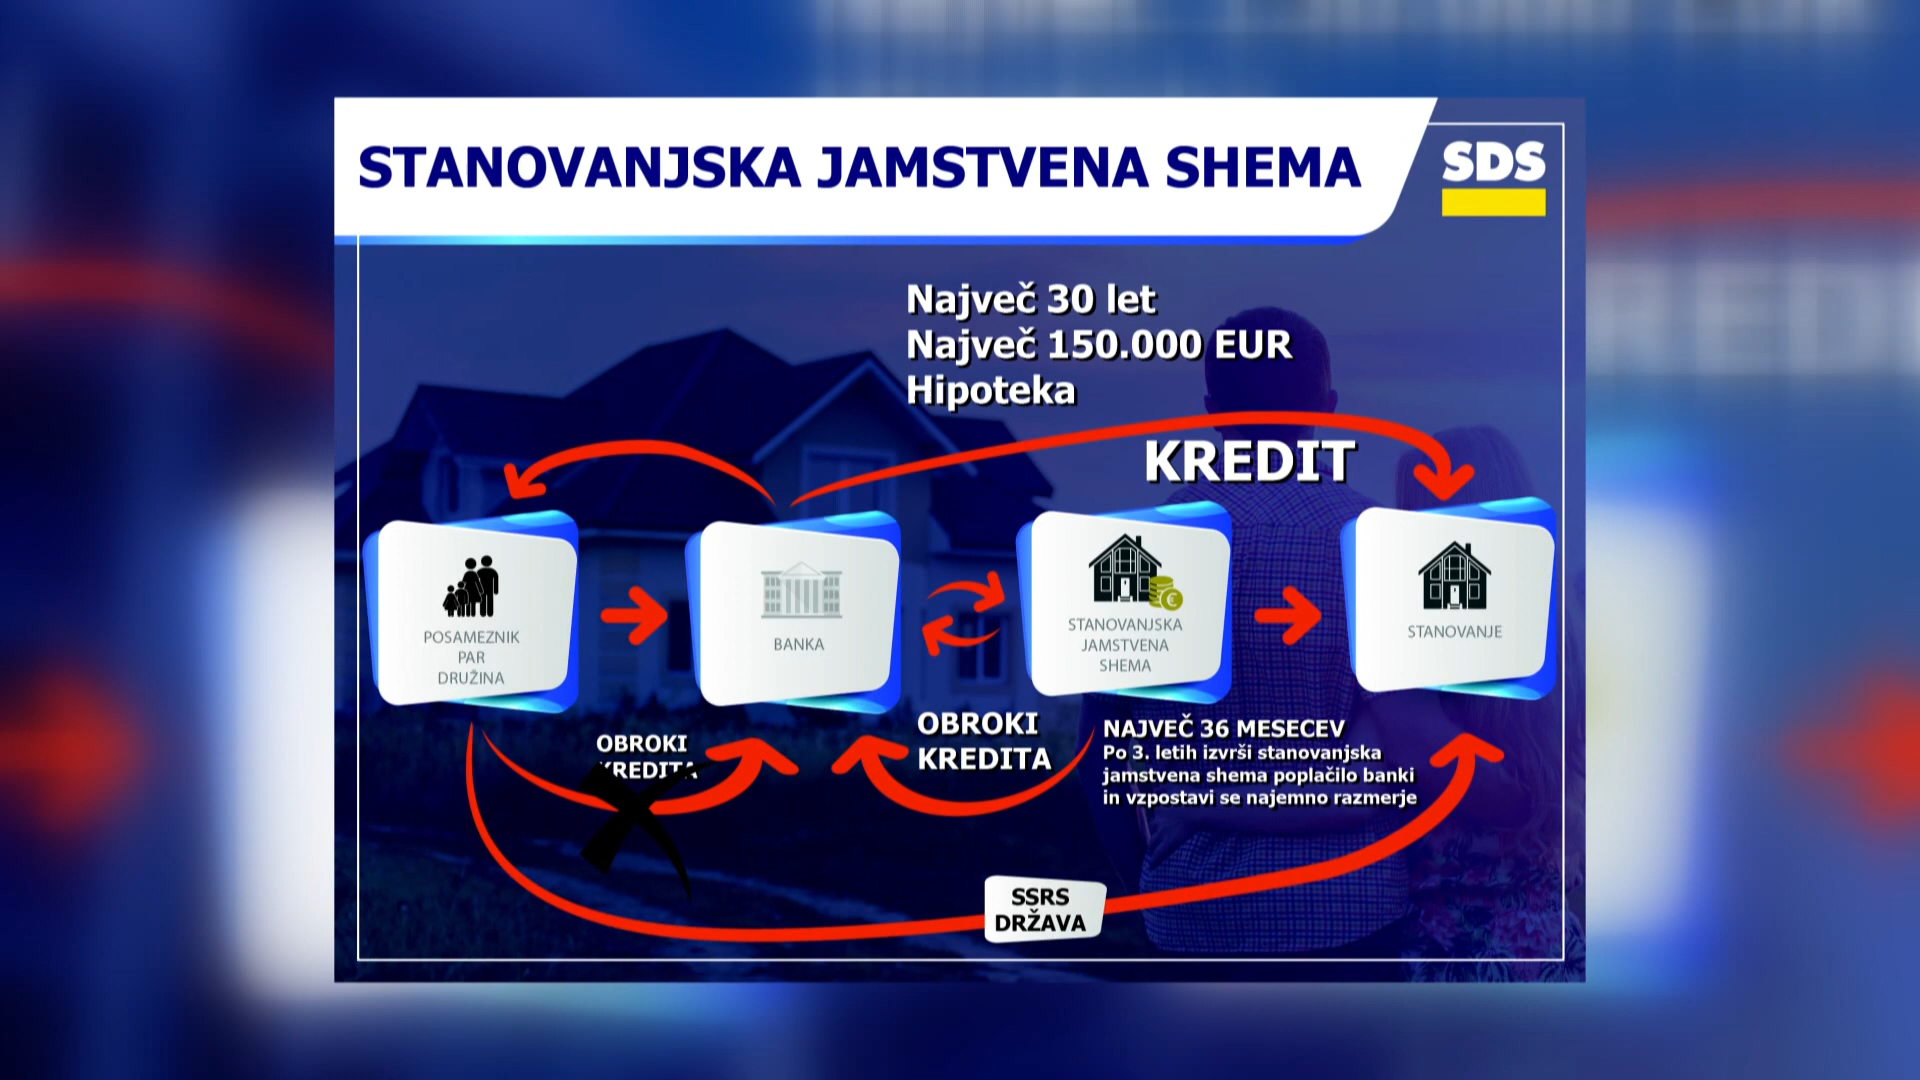 STANOVANJSKA JAMSTVENA SHEMA
SDS
Največ 30 let
Največ 150.000 EUR
Hipoteka
KREDIT
POSAMEZNIK
PAR
DRUŽINA
BANKA
STANOVANJSKA
JAMSTVENA
SHEMA
STANOVANJE
OBROKI
KREDITA
OBROKI
KREDITA
NAJVEČ 36 MESECEV
Po 3. letih izvrši stanovanjska
jamstvena shema poplačilo banki
in vzpostavi se najemno razmerje
SSRS
DRŽAVA